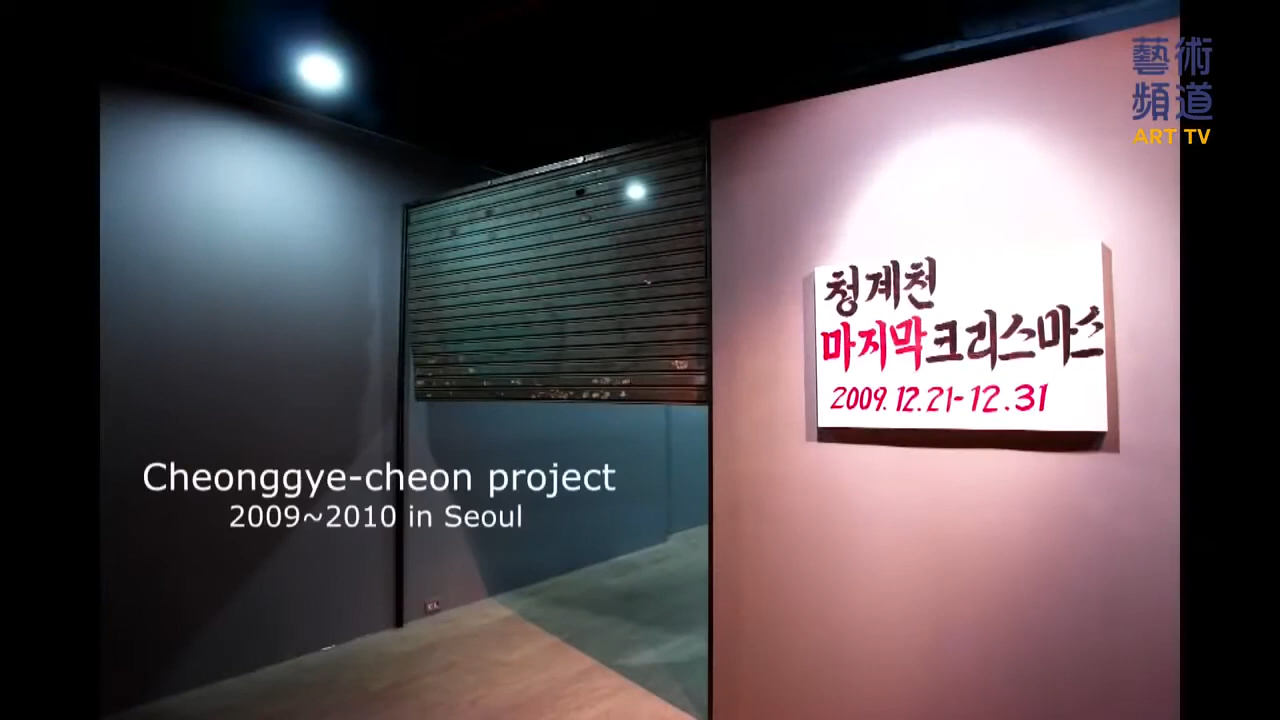 藝術
頻道
ART TV
청계천
마지막크리스마스
2009.12.21-12.31
Cheonggye-cheon project
2009~2010 in Seoul